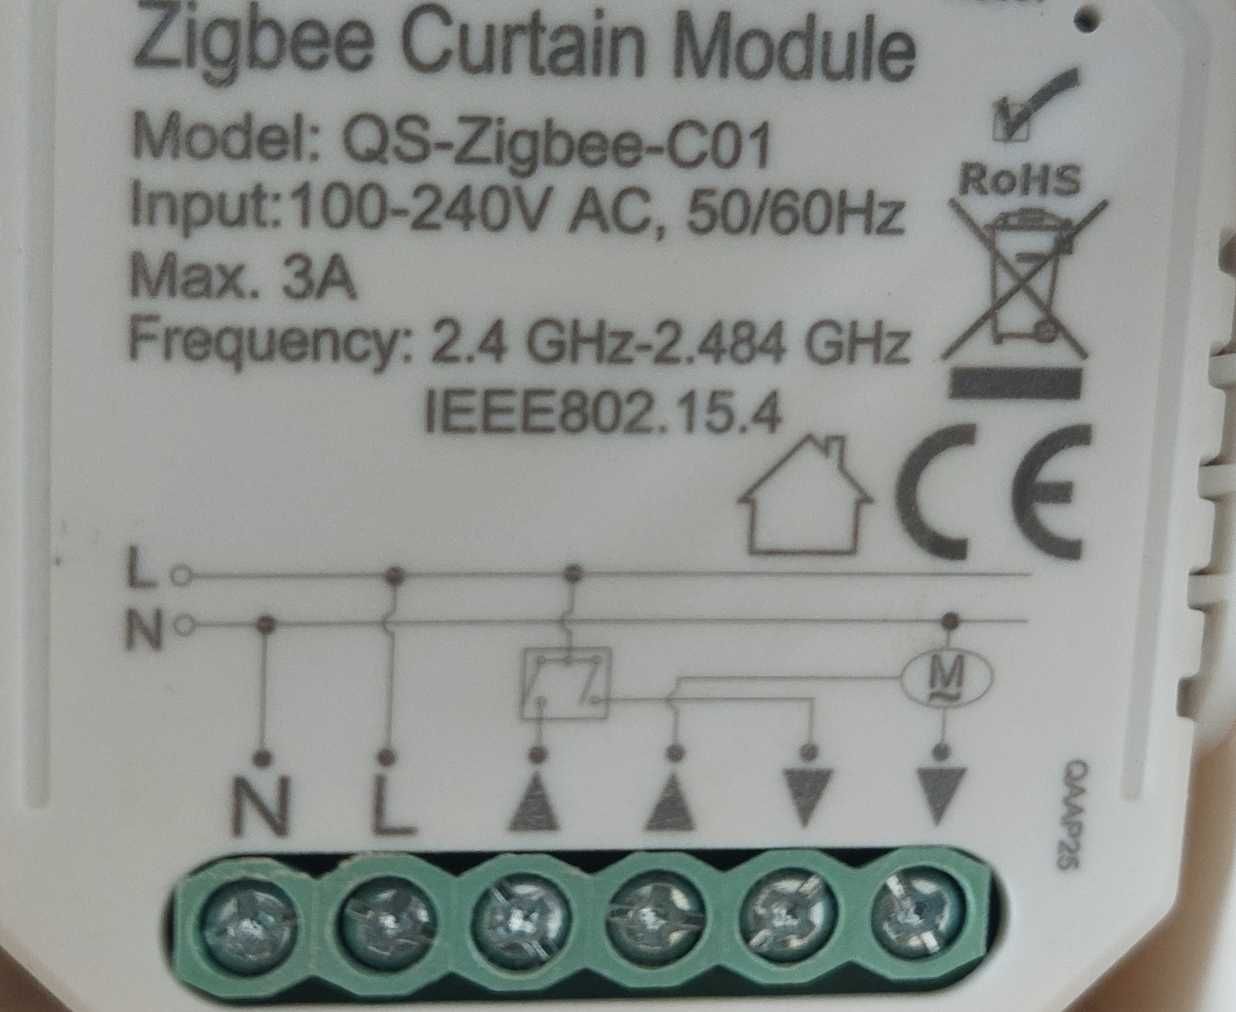 Zigbee Curtain Module
Model: QS-Zigbee-C01
Input:100-240V AC, 50/60Hz
Max. 3A
Frequency: 2.4 GHz-2.484 GHz
IEEE802.15.4
RoHS
CE
L
N
M
~
N L
QAAP25